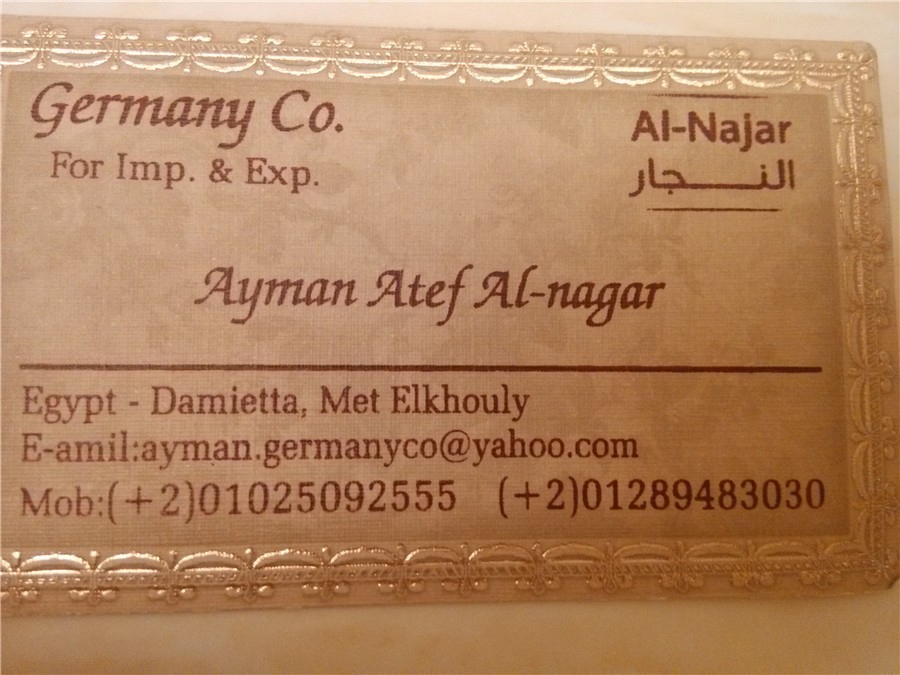 Germany Co.
For Imp. & Exp.
Al-Najar
النـجار
Ayman Atef Al-nagar
Egypt - Damietta, Met Elkhouly
E-amil:ayman.germanyco@yahoo.com
Mob:(+2)01025092555 (+2)01289483030